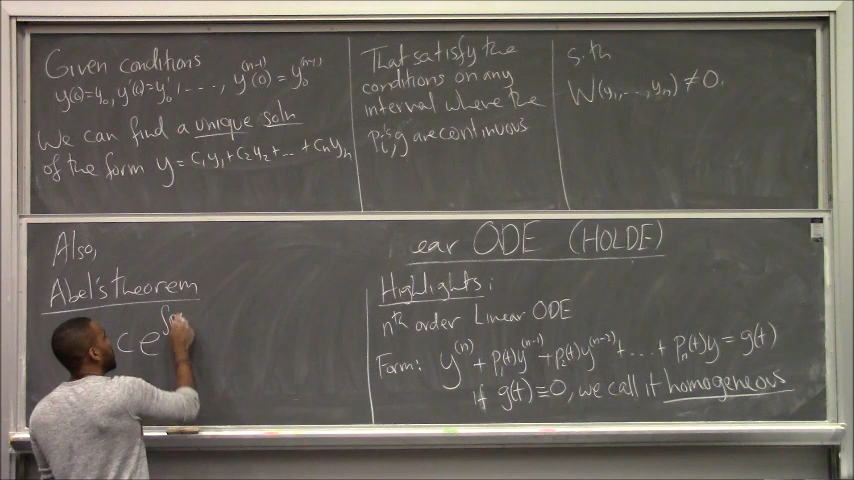 Given conditions
y(0)=y₀, y'(0)=y'₀, ..., y⁽ⁿ⁻¹⁾(0) = y₀⁽ⁿ⁻¹⁾
We can find a unique soln
of the form y = c₁y₁+c₂y₂+ ... + cₙyₙ
That satisfy the
conditions on any
interval where the
pᵢ's, g are continuous
s.th
W(y₁,...,yₙ) ≠ 0.
Also,
Abel's theorem
ce^∫
ear ODE (HOLDE)
Highlights:
nᵗʰ order Linear ODE
Form: y⁽ⁿ⁾ + p₁(t)y⁽ⁿ⁻¹⁾ + p₂(t)y⁽ⁿ⁻²⁾ + ... + pₙ(t)y = g(t)
if g(t) ≡ 0, we call it homogeneous